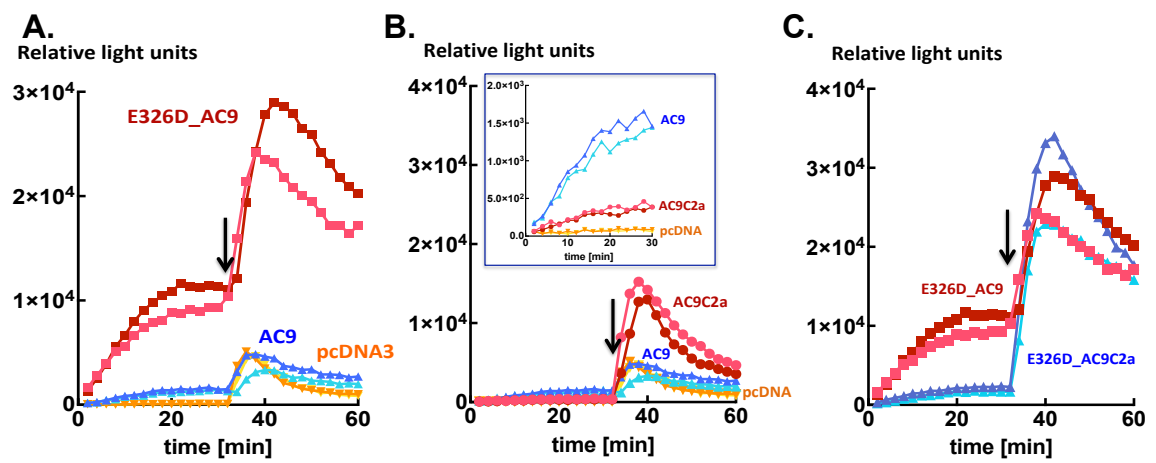 A.
Relative light units
3×10⁴
2×10⁴
1×10⁴
0
E326D_AC9
AC9
pcDNA3
0 20 40 60
time [min]
B.
Relative light units
4×10⁴
3×10⁴
2×10⁴
1×10⁴
0
2.0×10³
1.5×10³
1.0×10³
5.0×10²
0.0
AC9
AC9C2a
pcDNA
0 10 20 30
time [min]
AC9C2a
AC9
pcDNA
0 20 40 60
time [min]
C.
Relative light units
4×10⁴
3×10⁴
2×10⁴
1×10⁴
0
E326D_AC9
E326D_AC9C2a
0 20 40 60
time [min]